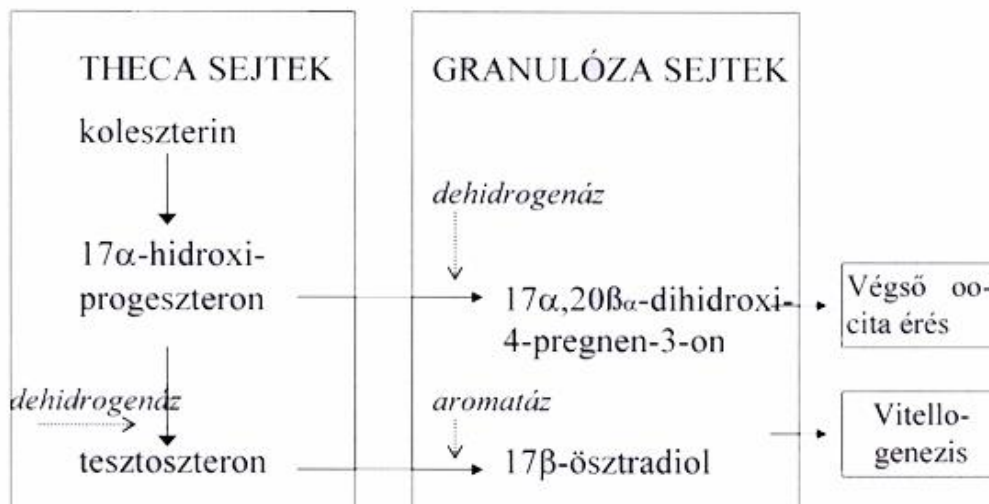 THECA SEJTEK
koleszterin
17α-hidroxi-
progeszteron
dehidrogenáz
tesztoszteron
GRANULÓZA SEJTEK
dehidrogenáz
17α,20ßα-dihidroxi-
4-pregnen-3-on
aromatáz
17β-ösztradiol
Végső oo-
cita érés
Vitello-
genezis